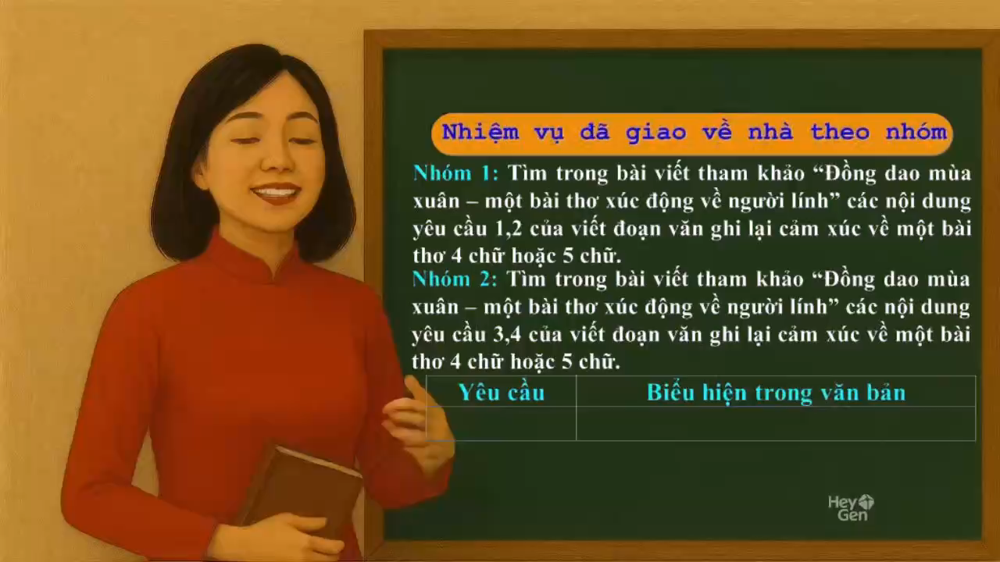 Nhiệm vụ đã giao về nhà theo nhóm
Nhóm 1: Tìm trong bài viết tham khảo “Đồng dao mùa
xuân – một bài thơ xúc động về người lính” các nội dung
yêu cầu 1,2 của viết đoạn văn ghi lại cảm xúc về một bài
thơ 4 chữ hoặc 5 chữ.
Nhóm 2: Tìm trong bài viết tham khảo “Đồng dao mùa
xuân – một bài thơ xúc động về người lính” các nội dung
yêu cầu 3,4 của viết đoạn văn ghi lại cảm xúc về một bài
thơ 4 chữ hoặc 5 chữ.
Yêu cầu Biểu hiện trong văn bản
Hey
Gen